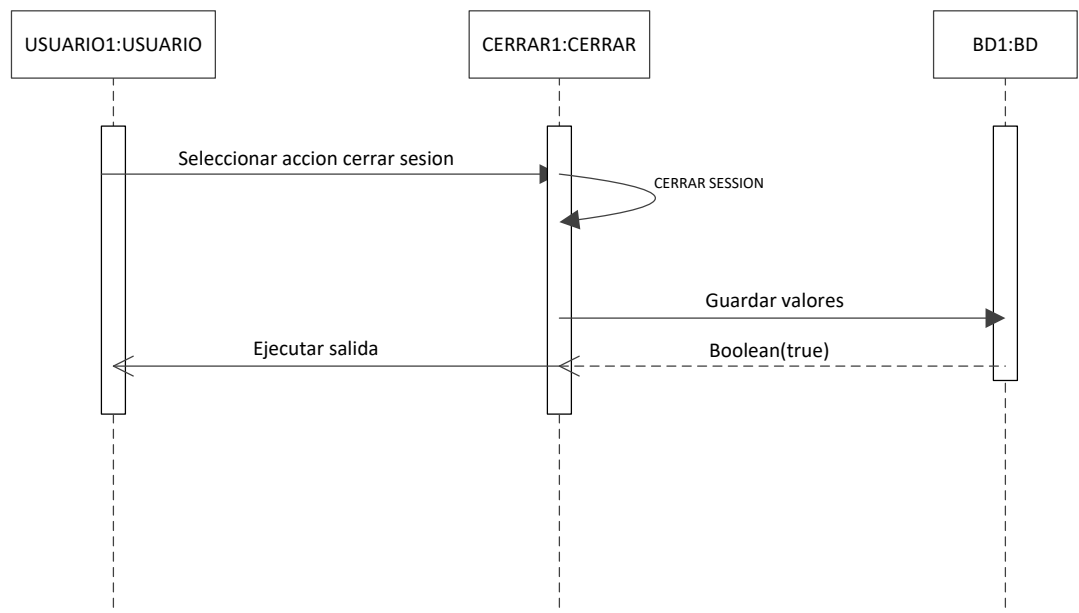 USUARIO1:USUARIO
CERRAR1:CERRAR
BD1:BD
Seleccionar accion cerrar sesion
CERRAR SESSION
Guardar valores
Ejecutar salida
Boolean(true)